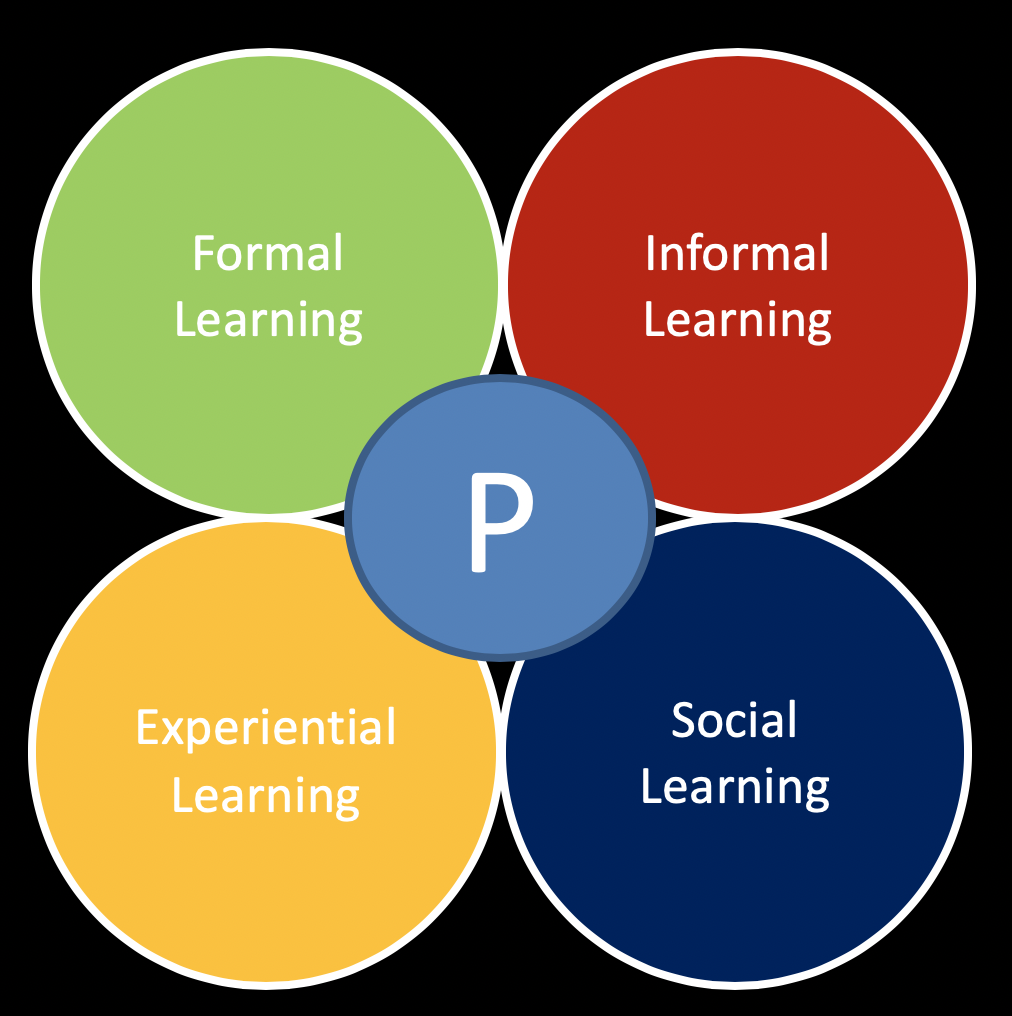 Formal
Learning
Informal
Learning
P
Experiential
Learning
Social
Learning